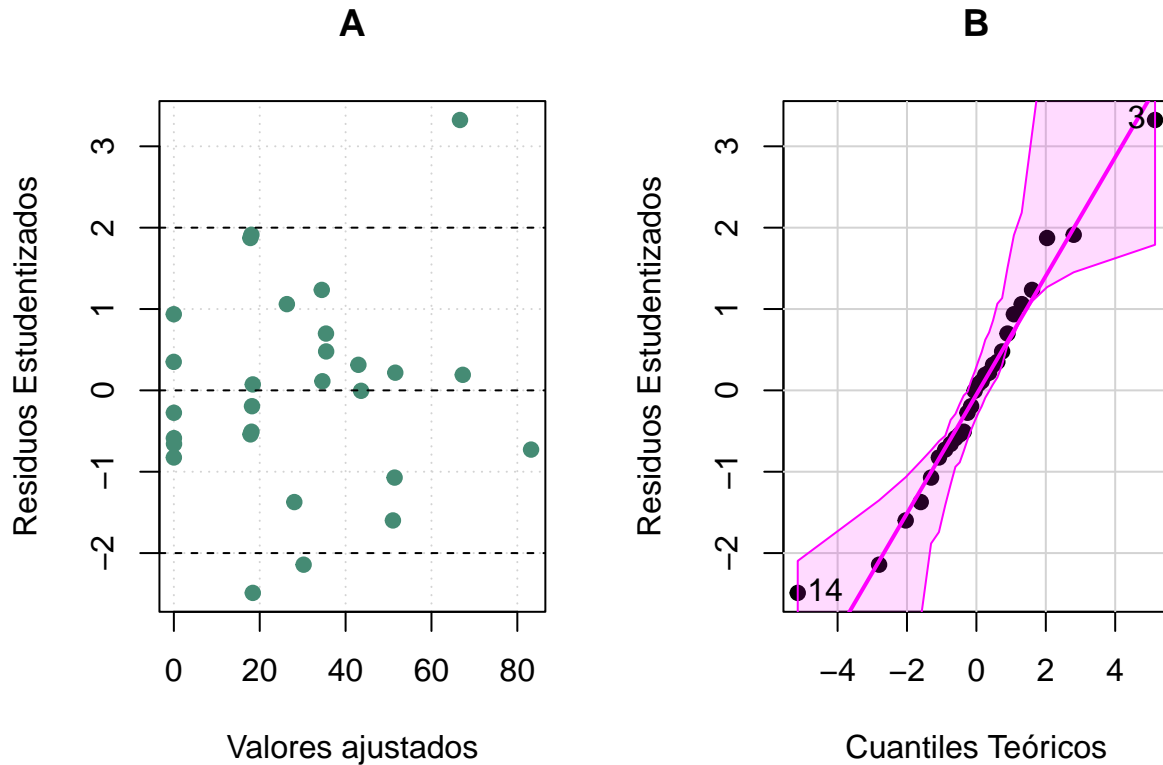 A
Residuos Estudentizados
3
2
1
0
−1
−2
0 20 40 60 80
Valores ajustados
B
Residuos Estudentizados
3
2
1
0
−1
−2
3
14
−4 −2 0 2 4
Cuantiles Teóricos